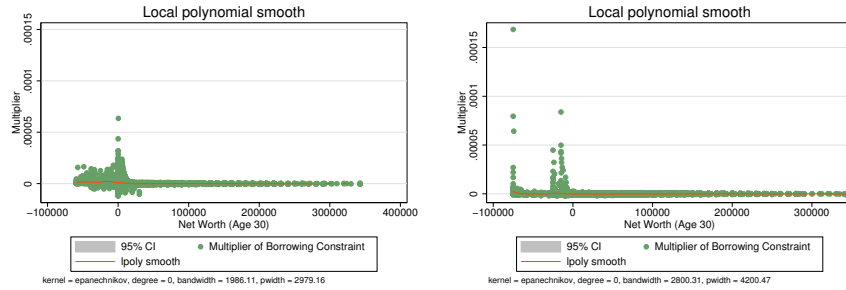 Local polynomial smooth
.00015
.0001
.00005
0
Multiplier
−100000 0 100000 200000 300000 400000
Net Worth (Age 30)
95% CI Multiplier of Borrowing Constraint
lpoly smooth
kernel = epanechnikov, degree = 0, bandwidth = 1986.11, pwidth = 2979.16
Local polynomial smooth
.00015
.0001
.00005
0
Multiplier
−100000 0 100000 200000 300000
Net Worth (Age 30)
95% CI Multiplier of Borrowing Constraint
lpoly smooth
kernel = epanechnikov, degree = 0, bandwidth = 2800.31, pwidth = 4200.47